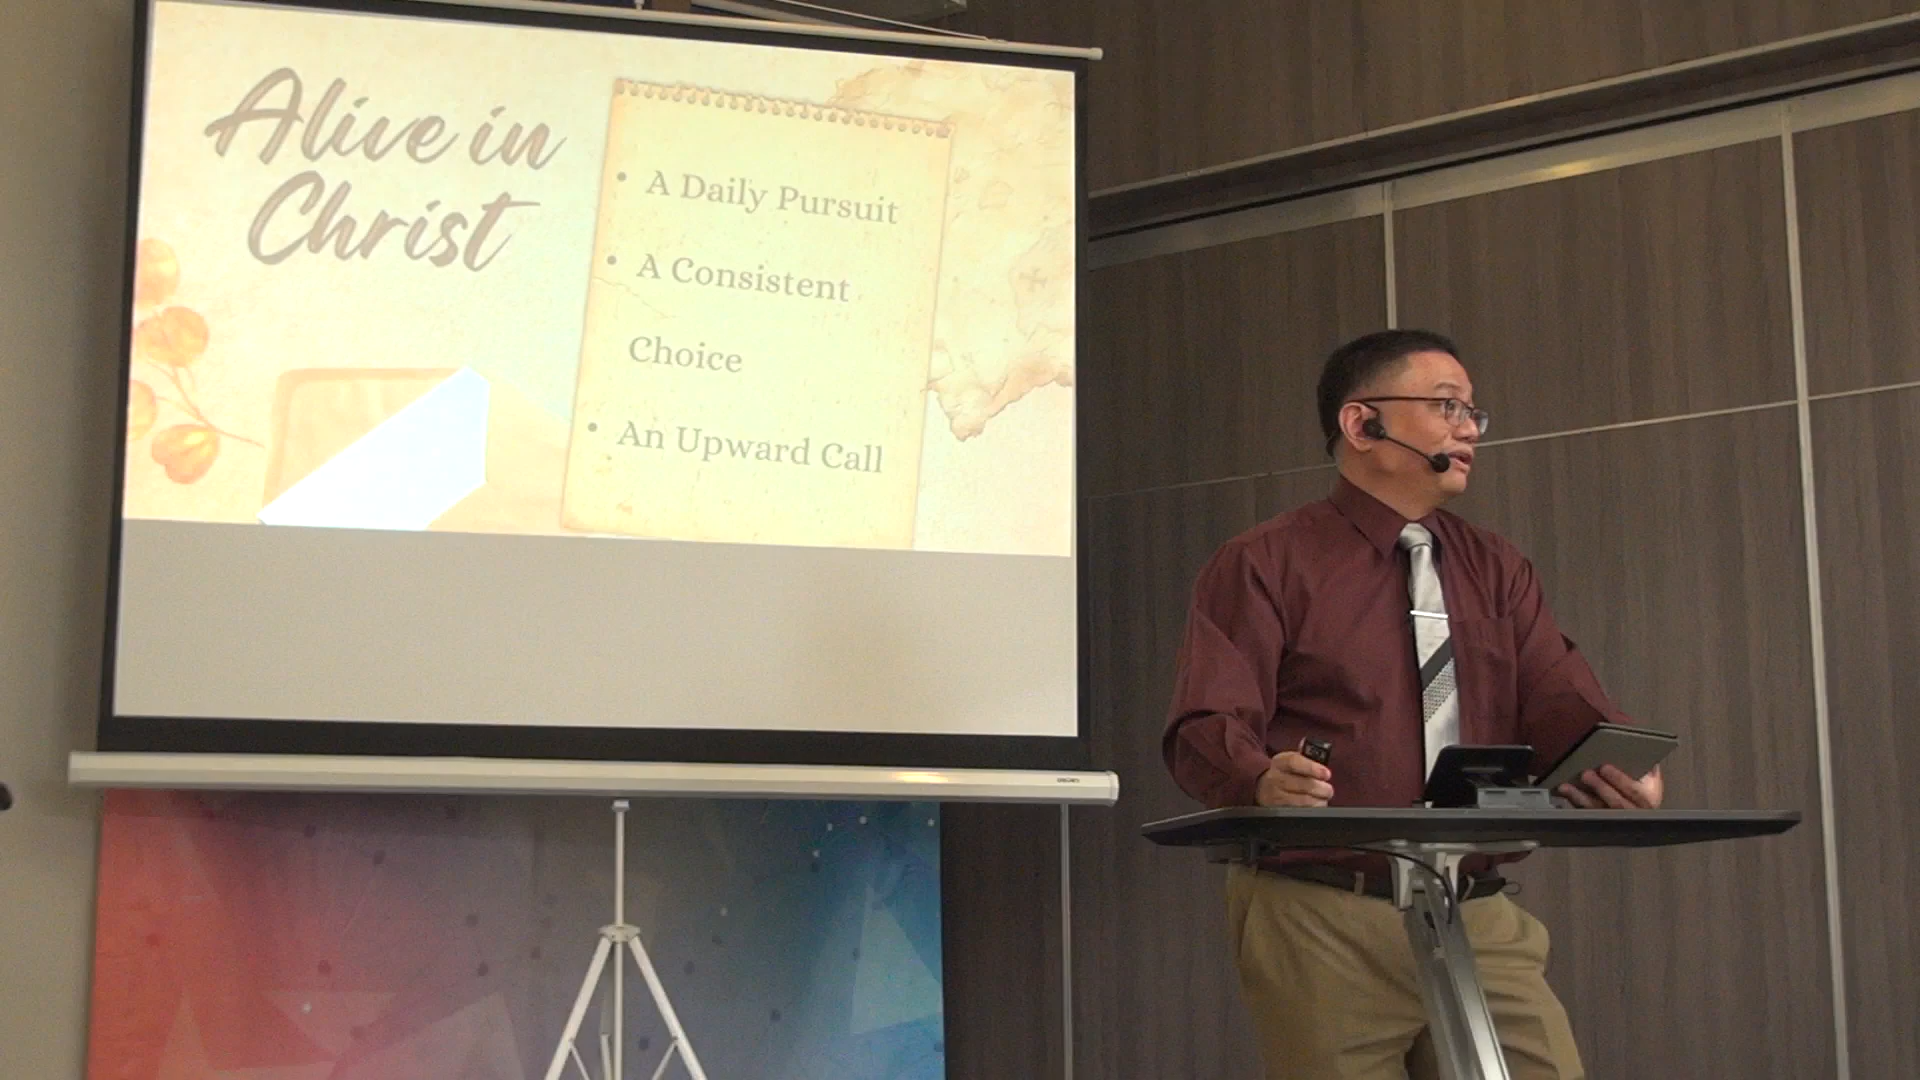 Alive in
Christ
• A Daily Pursuit
• A Consistent
Choice
• An Upward Call